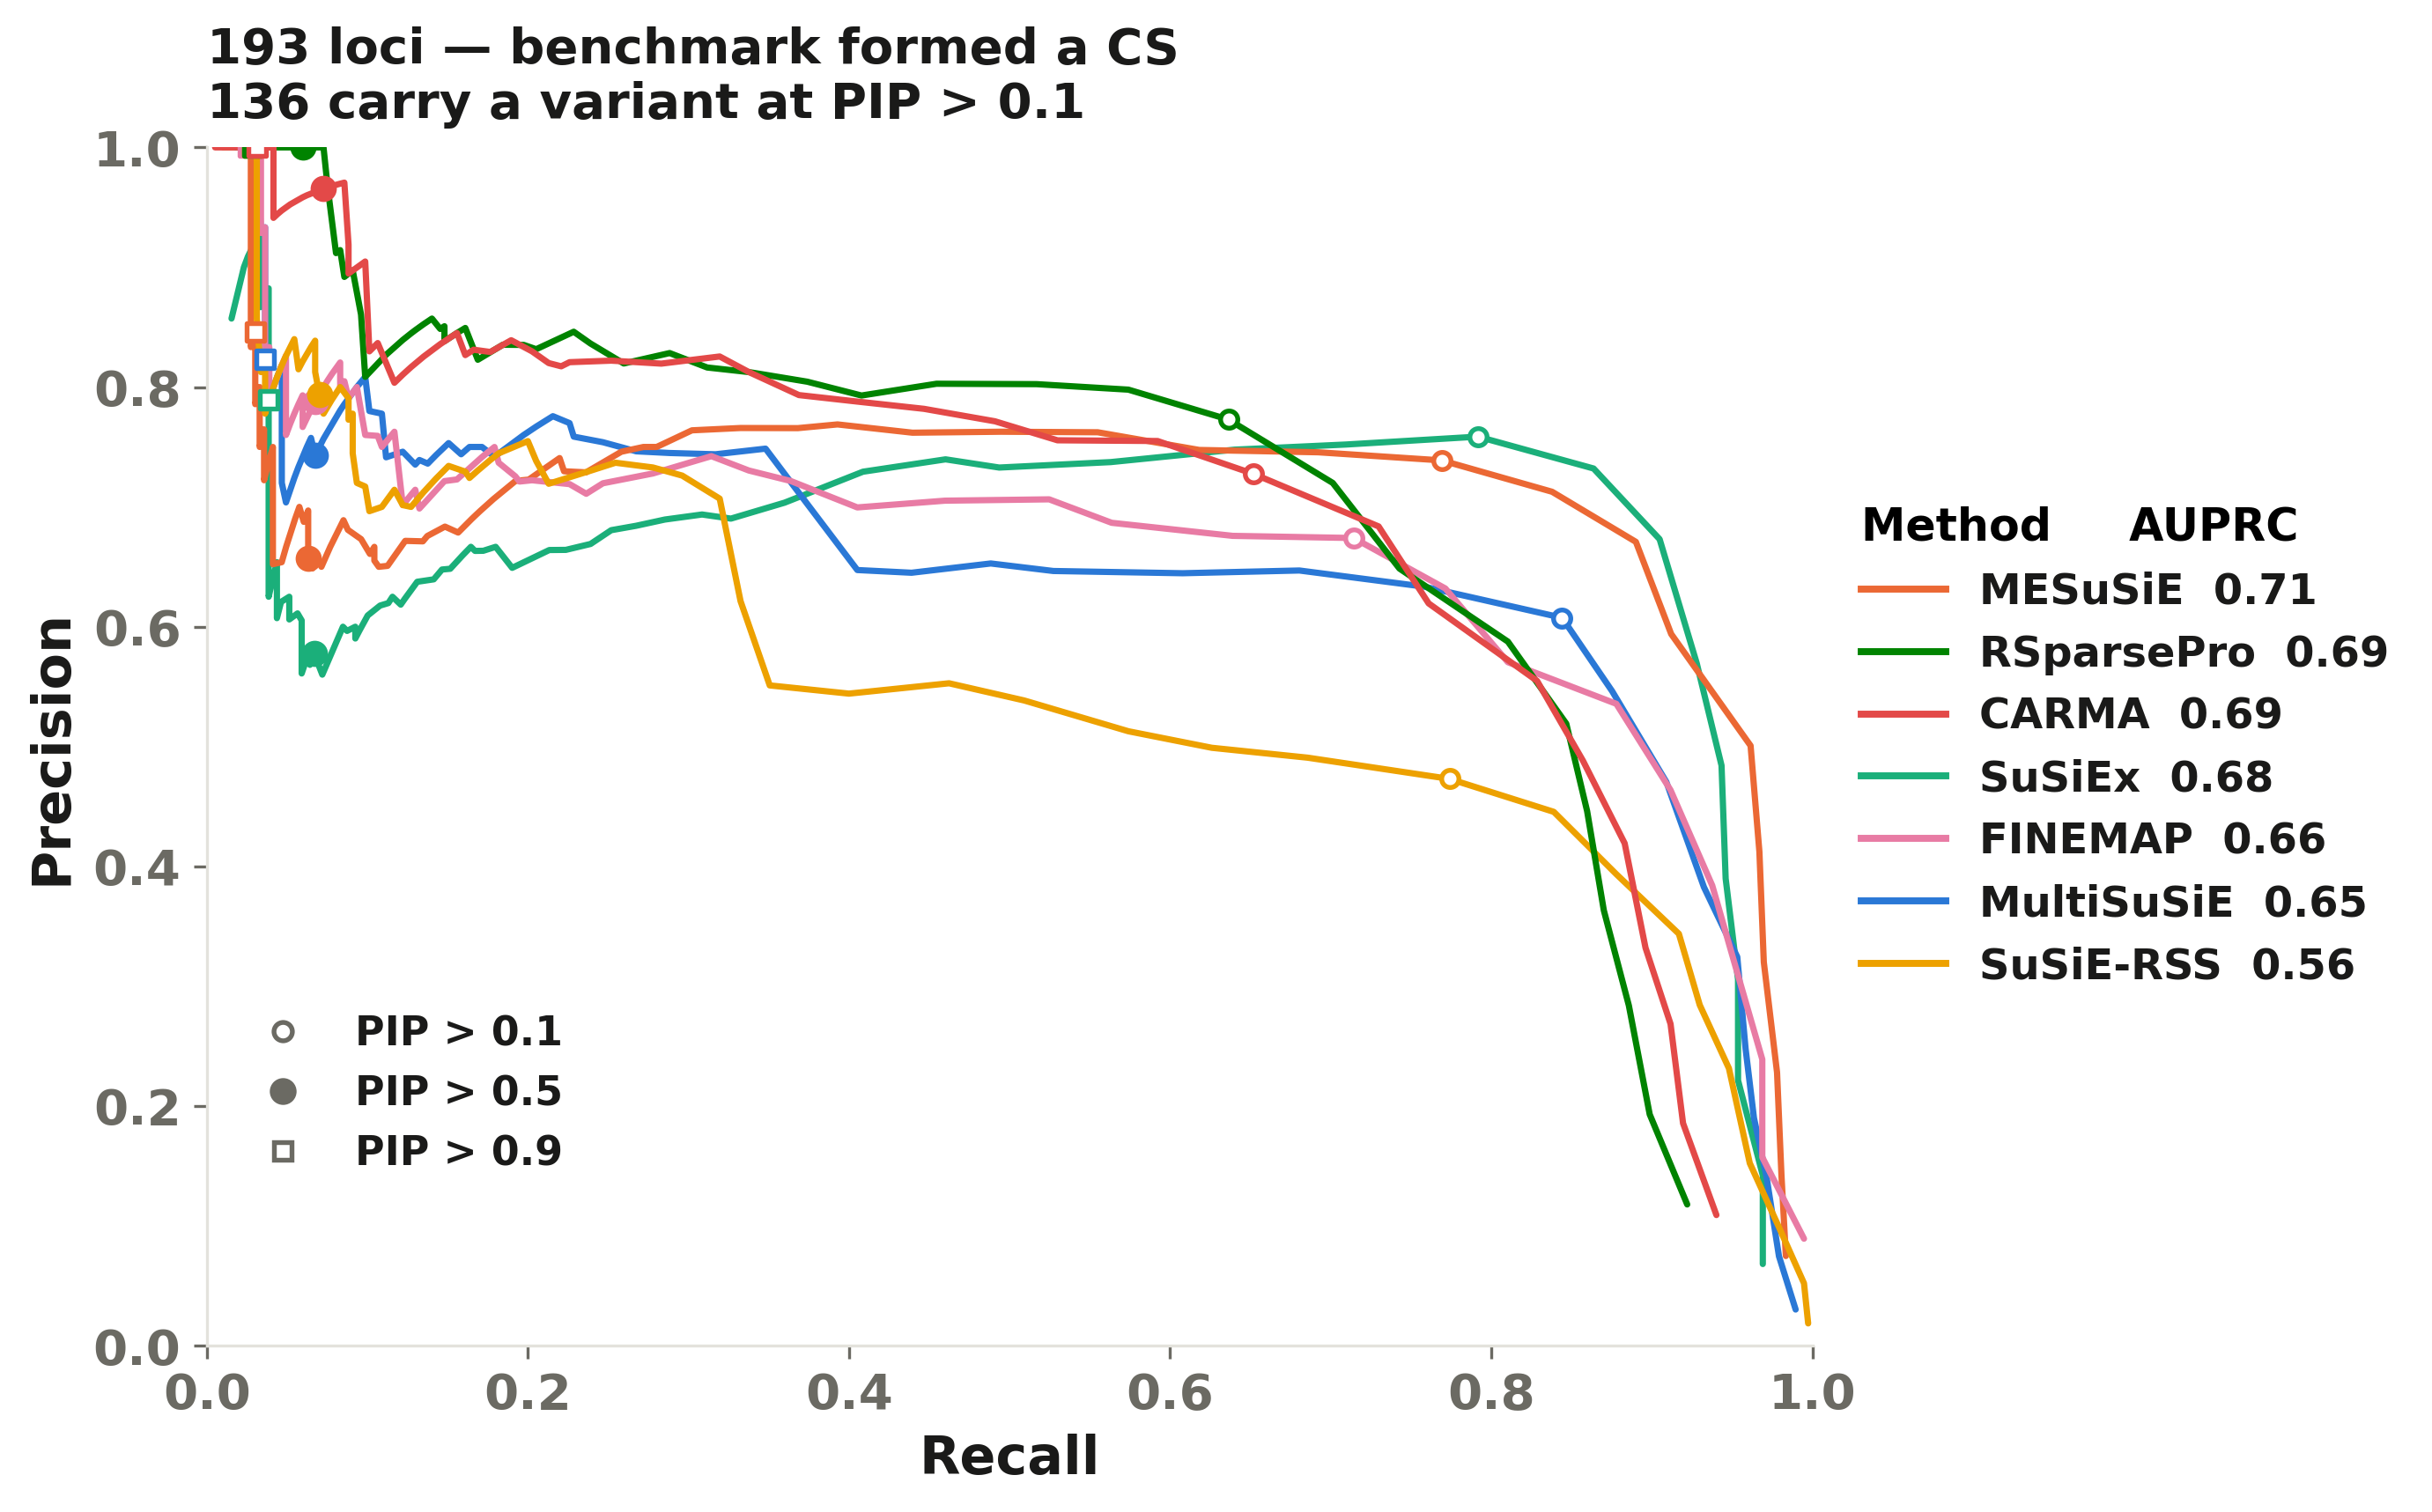 193 loci — benchmark formed a CS
136 carry a variant at PIP > 0.1
1.0
0.8
0.6
0.4
0.2
0.0
Precision
0.0 0.2 0.4 0.6 0.8 1.0
Recall
PIP > 0.1
PIP > 0.5
PIP > 0.9
Method AUPRC
MESuSiE 0.71
RSparsePro 0.69
CARMA 0.69
SuSiEx 0.68
FINEMAP 0.66
MultiSuSiE 0.65
SuSiE-RSS 0.56